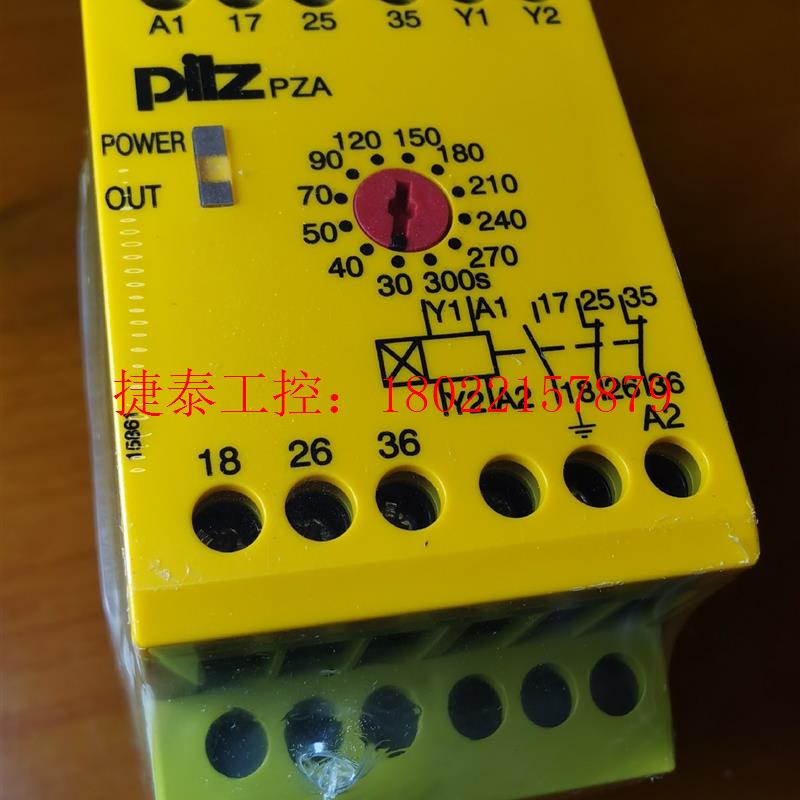 A1 17 25 35 Y1 Y2
pilz PZA
POWER
OUT
120 150
90 180
70 210
50 240
40 270
30 300s
Y1 A1 17 25 35
捷泰工控：18022157879
Y2 A2 18 26 36
A2
18 26 36